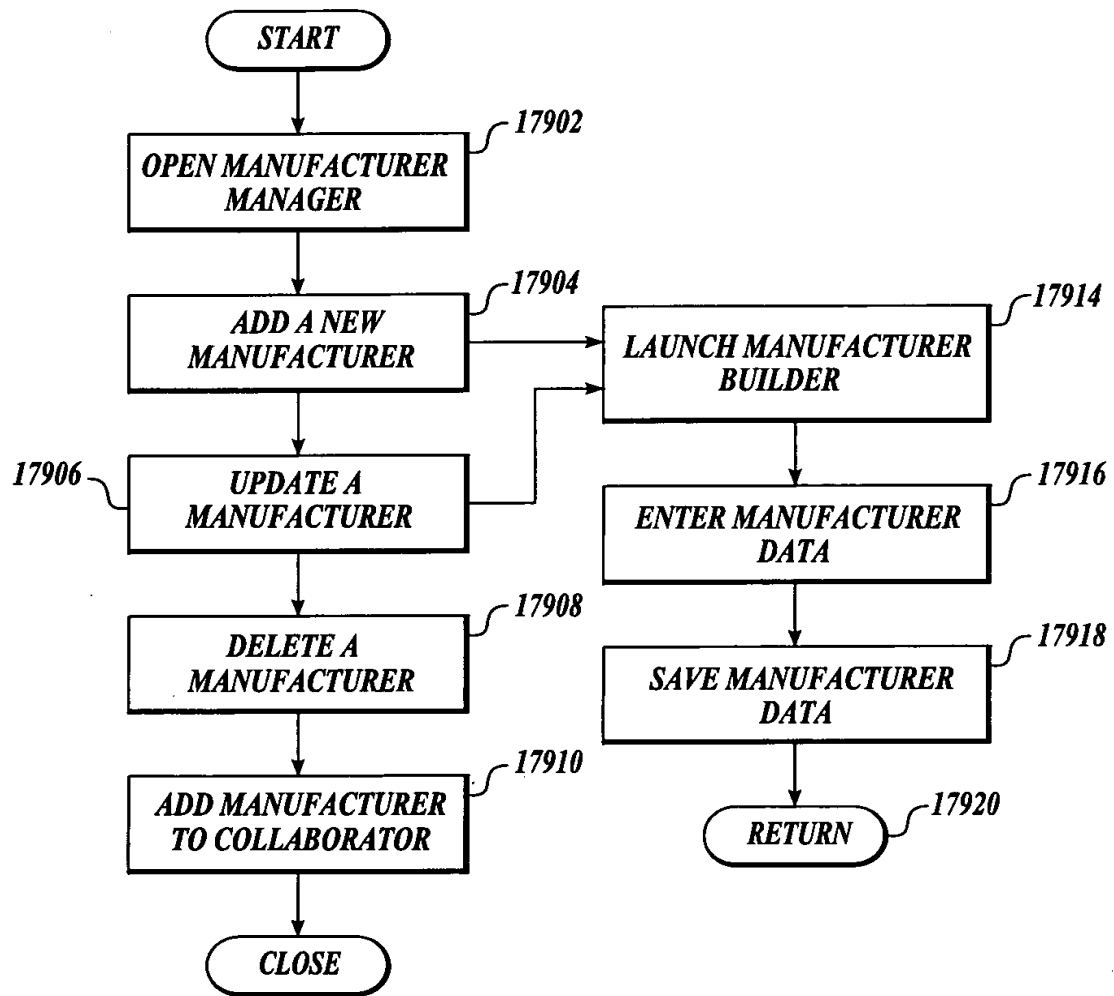 START
17902
OPEN MANUFACTURER
MANAGER
17904
ADD A NEW
MANUFACTURER
17906
UPDATE A
MANUFACTURER
17908
DELETE A
MANUFACTURER
17910
ADD MANUFACTURER
TO COLLABORATOR
CLOSE
17914
LAUNCH MANUFACTURER
BUILDER
17916
ENTER MANUFACTURER
DATA
17918
SAVE MANUFACTURER
DATA
17920
RETURN